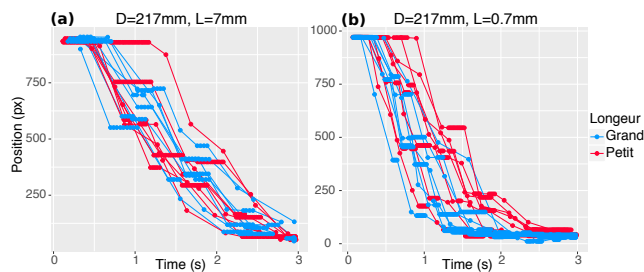 (a) D=217mm, L=7mm
Position (px)
750
500
250
0
1
2
3
Time (s)
(b) D=217mm, L=0.7mm
1000
750
500
250
0
0
1
2
3
Time (s)
Longeur
Grand
Petit